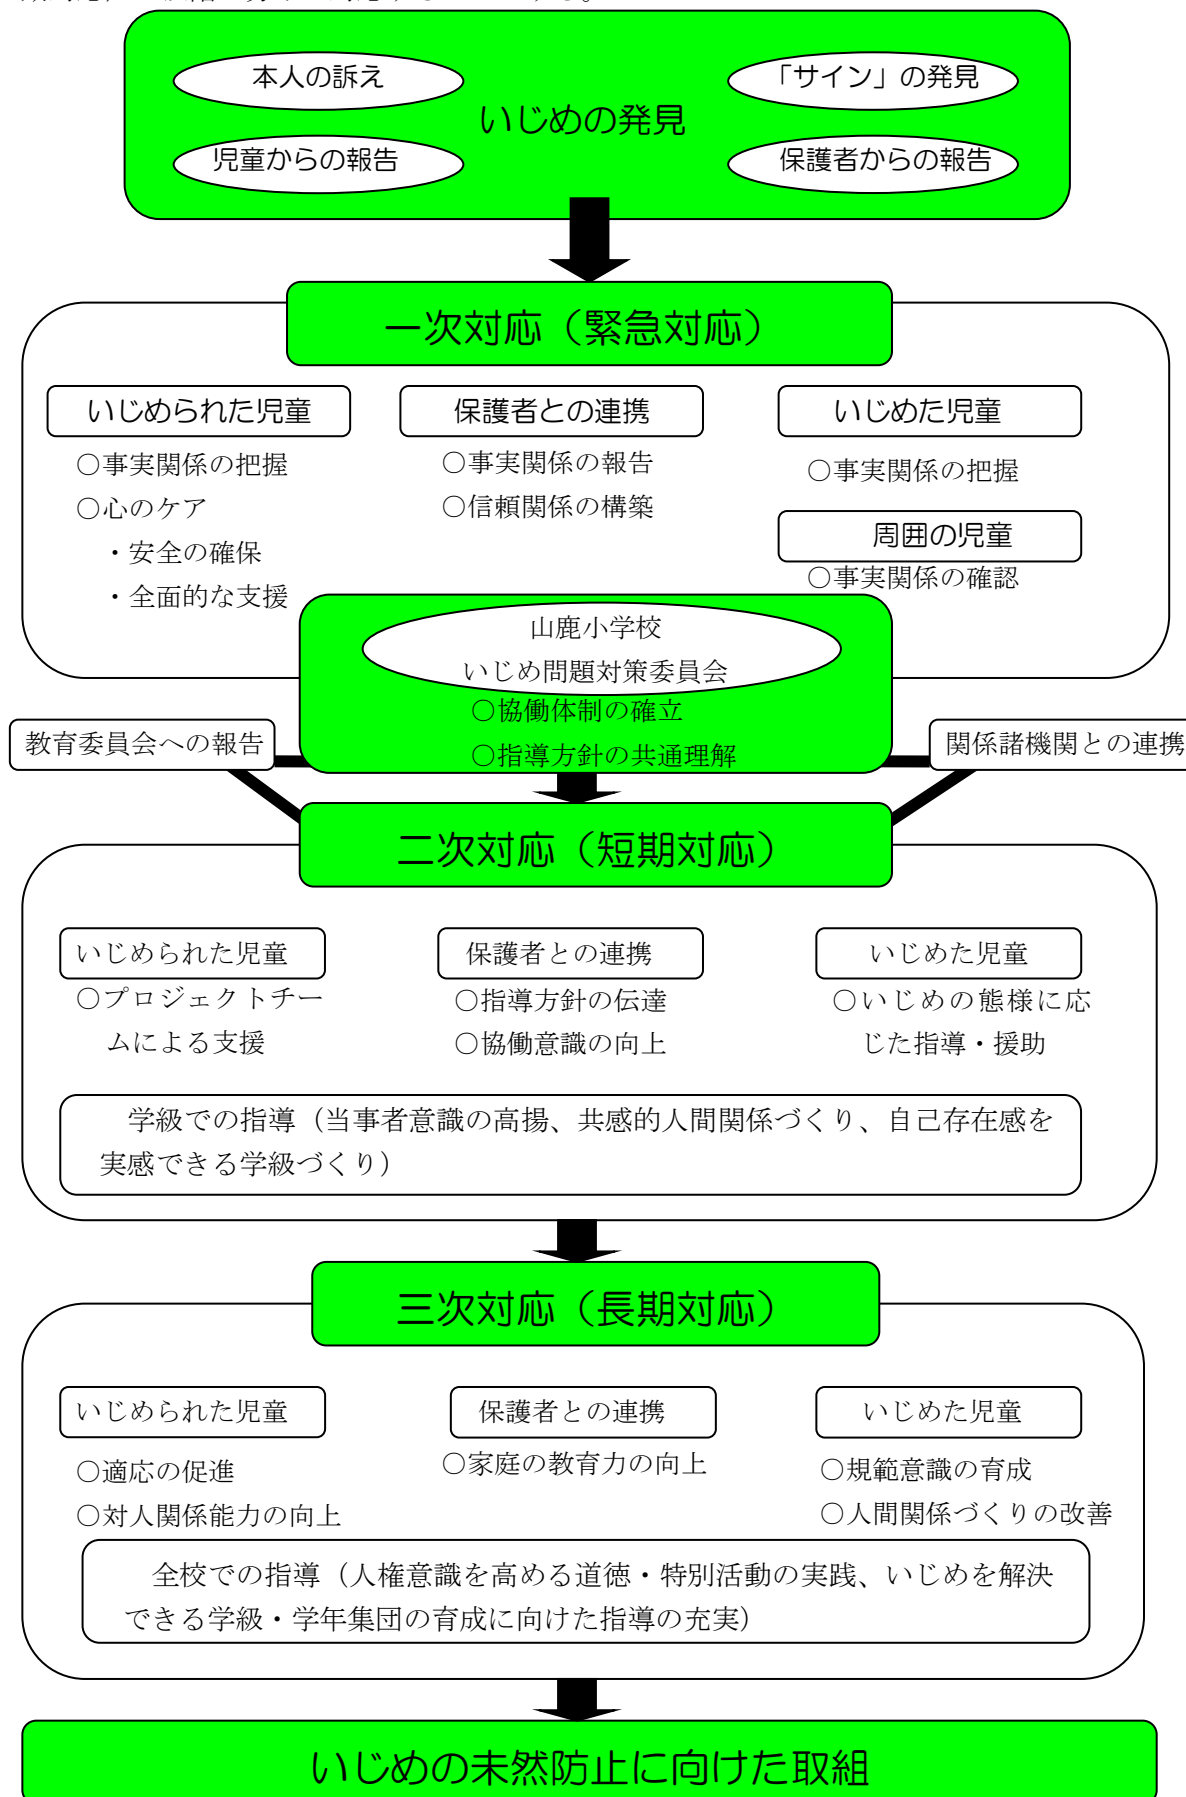 本人の訴え
「サイン」の発見
いじめの発見
児童からの報告
保護者からの報告
一次対応（緊急対応）
いじめられた児童
○事実関係の把握
○心のケア
・安全の確保
・全面的な支援
保護者との連携
○事実関係の報告
○信頼関係の構築
いじめた児童
○事実関係の把握
周囲の児童
○事実関係の確認
山鹿小学校
いじめ問題対策委員会
○協働体制の確立
○指導方針の共通理解
教育委員会への報告
関係諸機関との連携
二次対応（短期対応）
いじめられた児童
○プロジェクトチー
ムによる支援
保護者との連携
○指導方針の伝達
○協働意識の向上
いじめた児童
○いじめの態様に応
じた指導・援助
学級での指導（当事者意識の高揚、共感的人間関係づくり、自己存在感を
実感できる学級づくり）
三次対応（長期対応）
いじめられた児童
○適応の促進
○対人関係能力の向上
保護者との連携
○家庭の教育力の向上
いじめた児童
○規範意識の育成
○人間関係づくりの改善
全校での指導（人権意識を高める道徳・特別活動の実践、いじめを解決
できる学級・学年集団の育成に向けた指導の充実）
いじめの未然防止に向けた取組